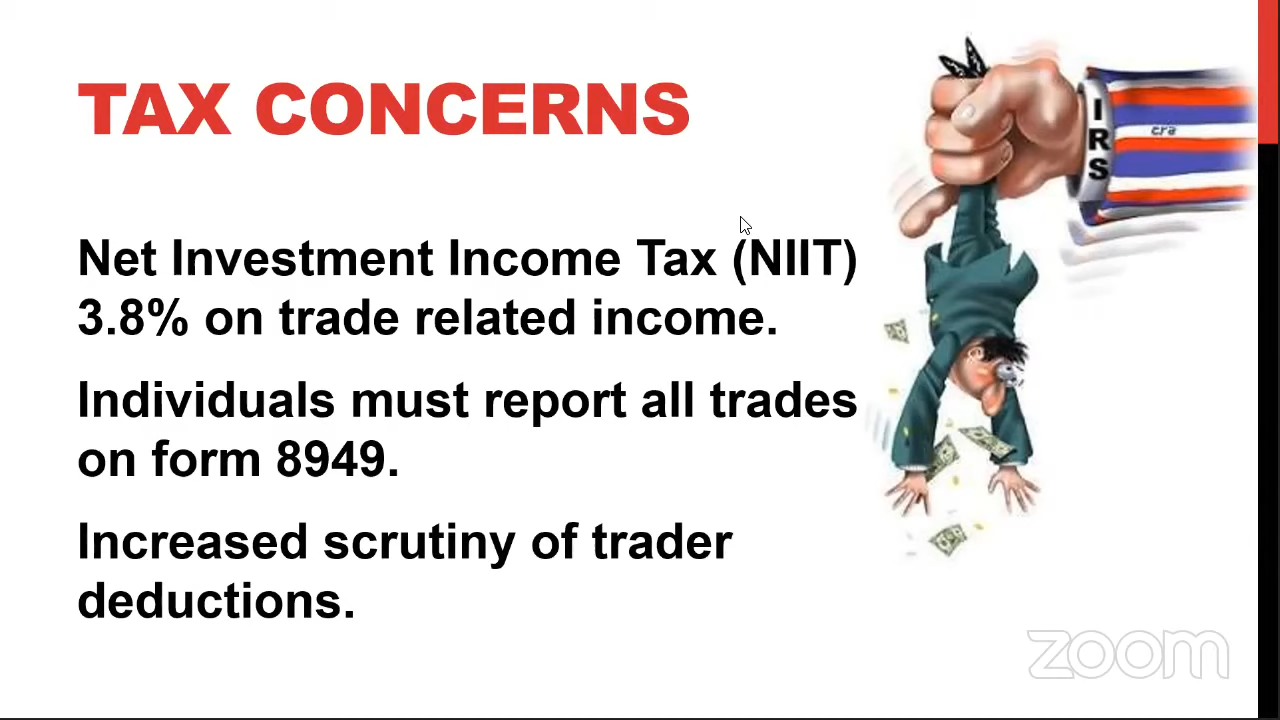 TAX CONCERNS
Net Investment Income Tax (NIIT)
3.8% on trade related income.
Individuals must report all trades
on form 8949.
Increased scrutiny of trader
deductions.
IRS
cra
zoom